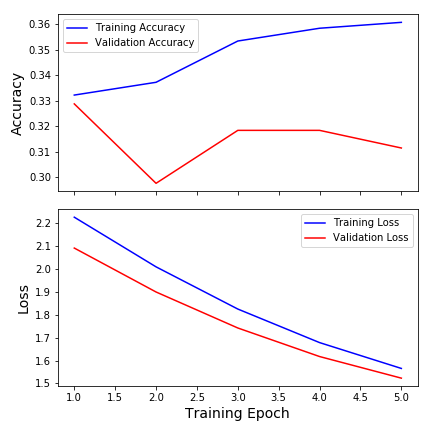 0.36
0.35
0.34
0.33
0.32
0.31
0.30
Accuracy
Training Accuracy
Validation Accuracy
2.2
2.1
2.0
1.9
1.8
1.7
1.6
1.5
Loss
Training Loss
Validation Loss
1.0 1.5 2.0 2.5 3.0 3.5 4.0 4.5 5.0
Training Epoch